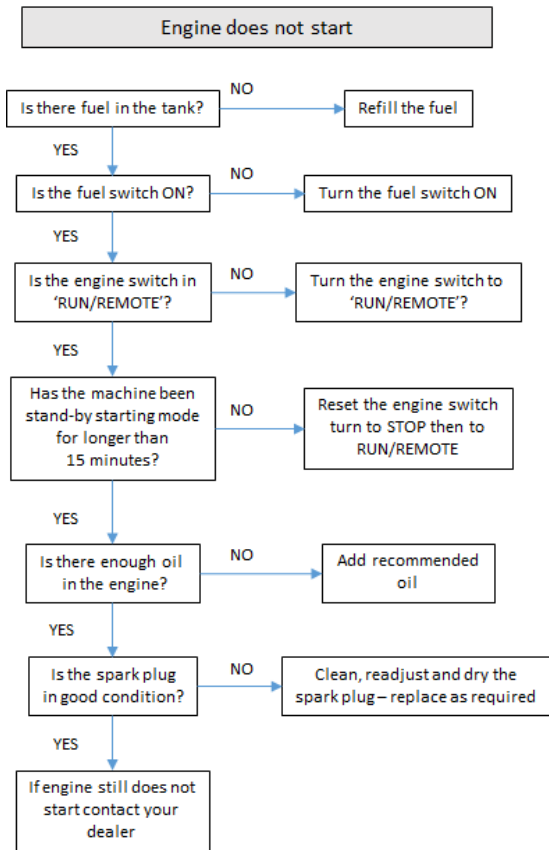 Engine does not start
NO
Is there fuel in the tank?
Refill the fuel
YES
NO
Is the fuel switch ON?
Turn the fuel switch ON
YES
Is the engine switch in
‘RUN/REMOTE’?
NO
Turn the engine switch to
‘RUN/REMOTE’?
YES
Has the machine been
stand-by starting mode
for longer than
15 minutes?
NO
Reset the engine switch
turn to STOP then to
RUN/REMOTE
YES
Is there enough oil
in the engine?
NO
Add recommended
oil
YES
Is the spark plug
in good condition?
NO
Clean, readjust and dry the
spark plug – replace as required
YES
If engine still does not
start contact your
dealer